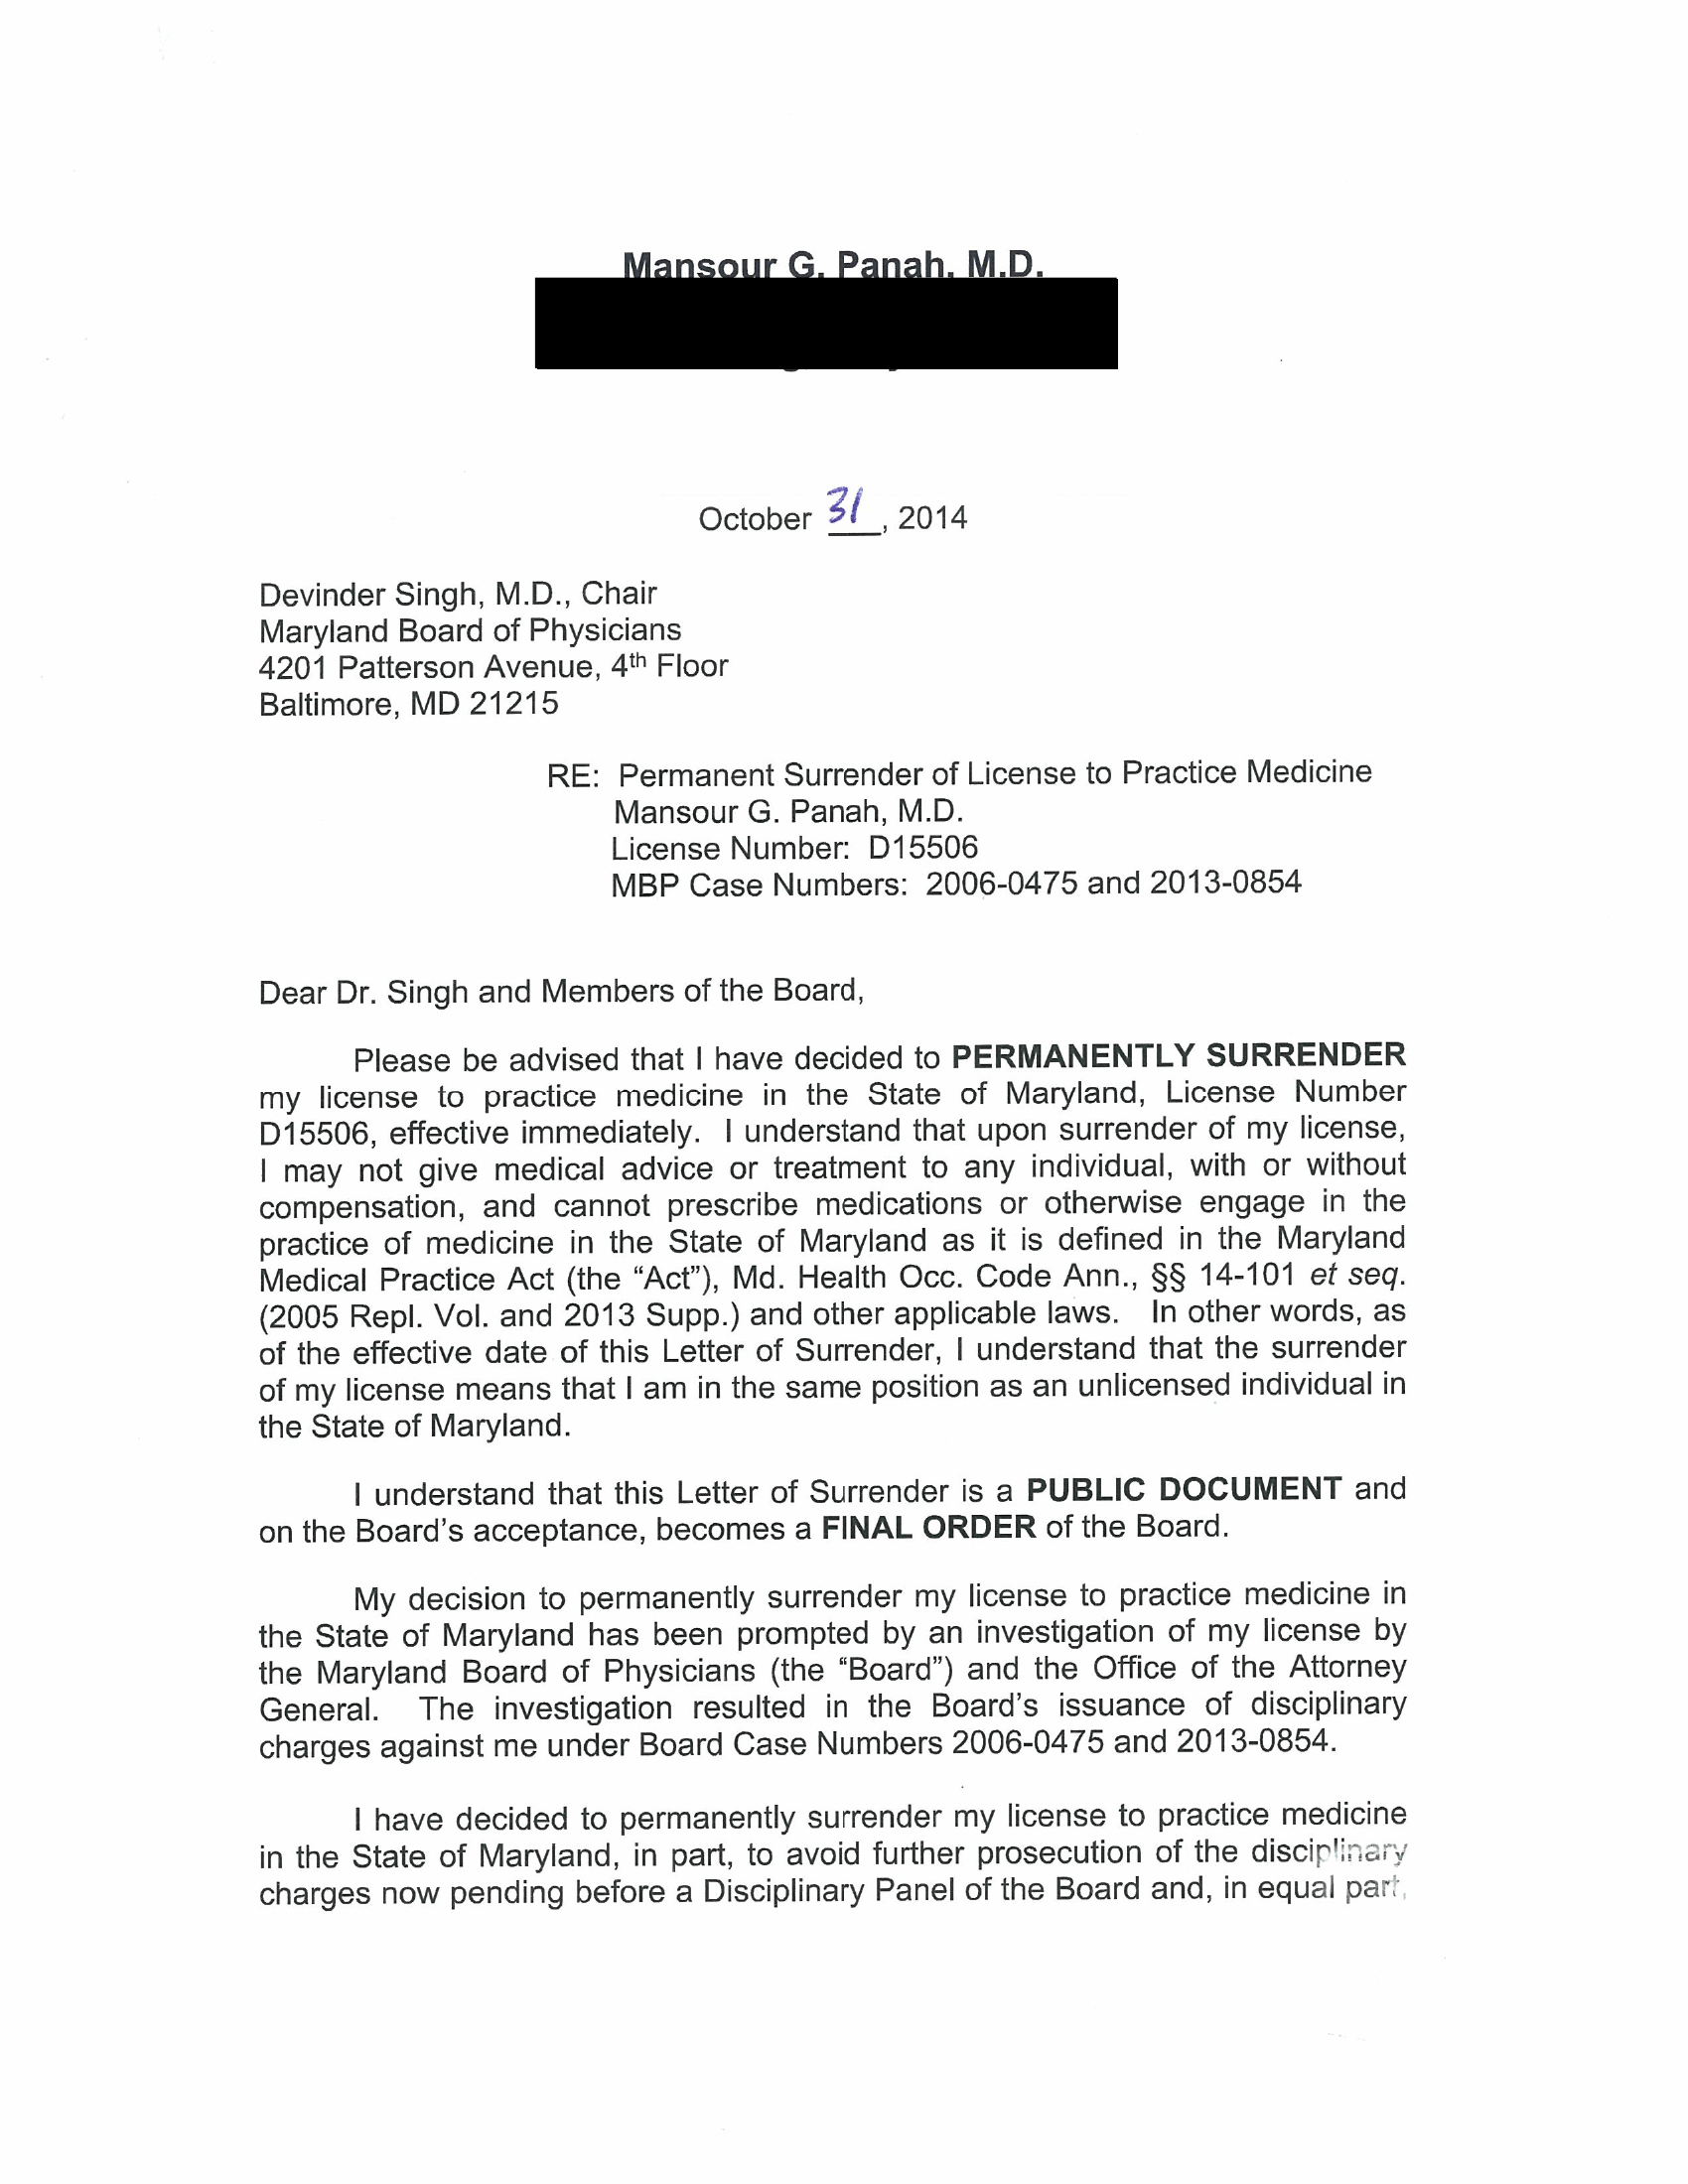 Mansour G. Panah, M.D.
October 31, 2014
Devinder Singh, M.D., Chair
Maryland Board of Physicians
4201 Patterson Avenue, 4th Floor
Baltimore, MD 21215
RE: Permanent Surrender of License to Practice Medicine
Mansour G. Panah, M.D.
License Number: D15506
MBP Case Numbers: 2006-0475 and 2013-0854
Dear Dr. Singh and Members of the Board,
Please be advised that I have decided to PERMANENTLY SURRENDER
my license to practice medicine in the State of Maryland, License Number
D15506, effective immediately. I understand that upon surrender of my license,
I may not give medical advice or treatment to any individual, with or without
compensation, and cannot prescribe medications or otherwise engage in the
practice of medicine in the State of Maryland as it is defined in the Maryland
Medical Practice Act (the “Act”), Md. Health Occ. Code Ann., §§ 14-101 et seq.
(2005 Repl. Vol. and 2013 Supp.) and other applicable laws. In other words, as
of the effective date of this Letter of Surrender, I understand that the surrender
of my license means that I am in the same position as an unlicensed individual in
the State of Maryland.
I understand that this Letter of Surrender is a PUBLIC DOCUMENT and
on the Board’s acceptance, becomes a FINAL ORDER of the Board.
My decision to permanently surrender my license to practice medicine in
the State of Maryland has been prompted by an investigation of my license by
the Maryland Board of Physicians (the “Board”) and the Office of the Attorney
General. The investigation resulted in the Board’s issuance of disciplinary
charges against me under Board Case Numbers 2006-0475 and 2013-0854.
I have decided to permanently surrender my license to practice medicine
in the State of Maryland, in part, to avoid further prosecution of the disciplinary
charges now pending before a Disciplinary Panel of the Board and, in equal part,